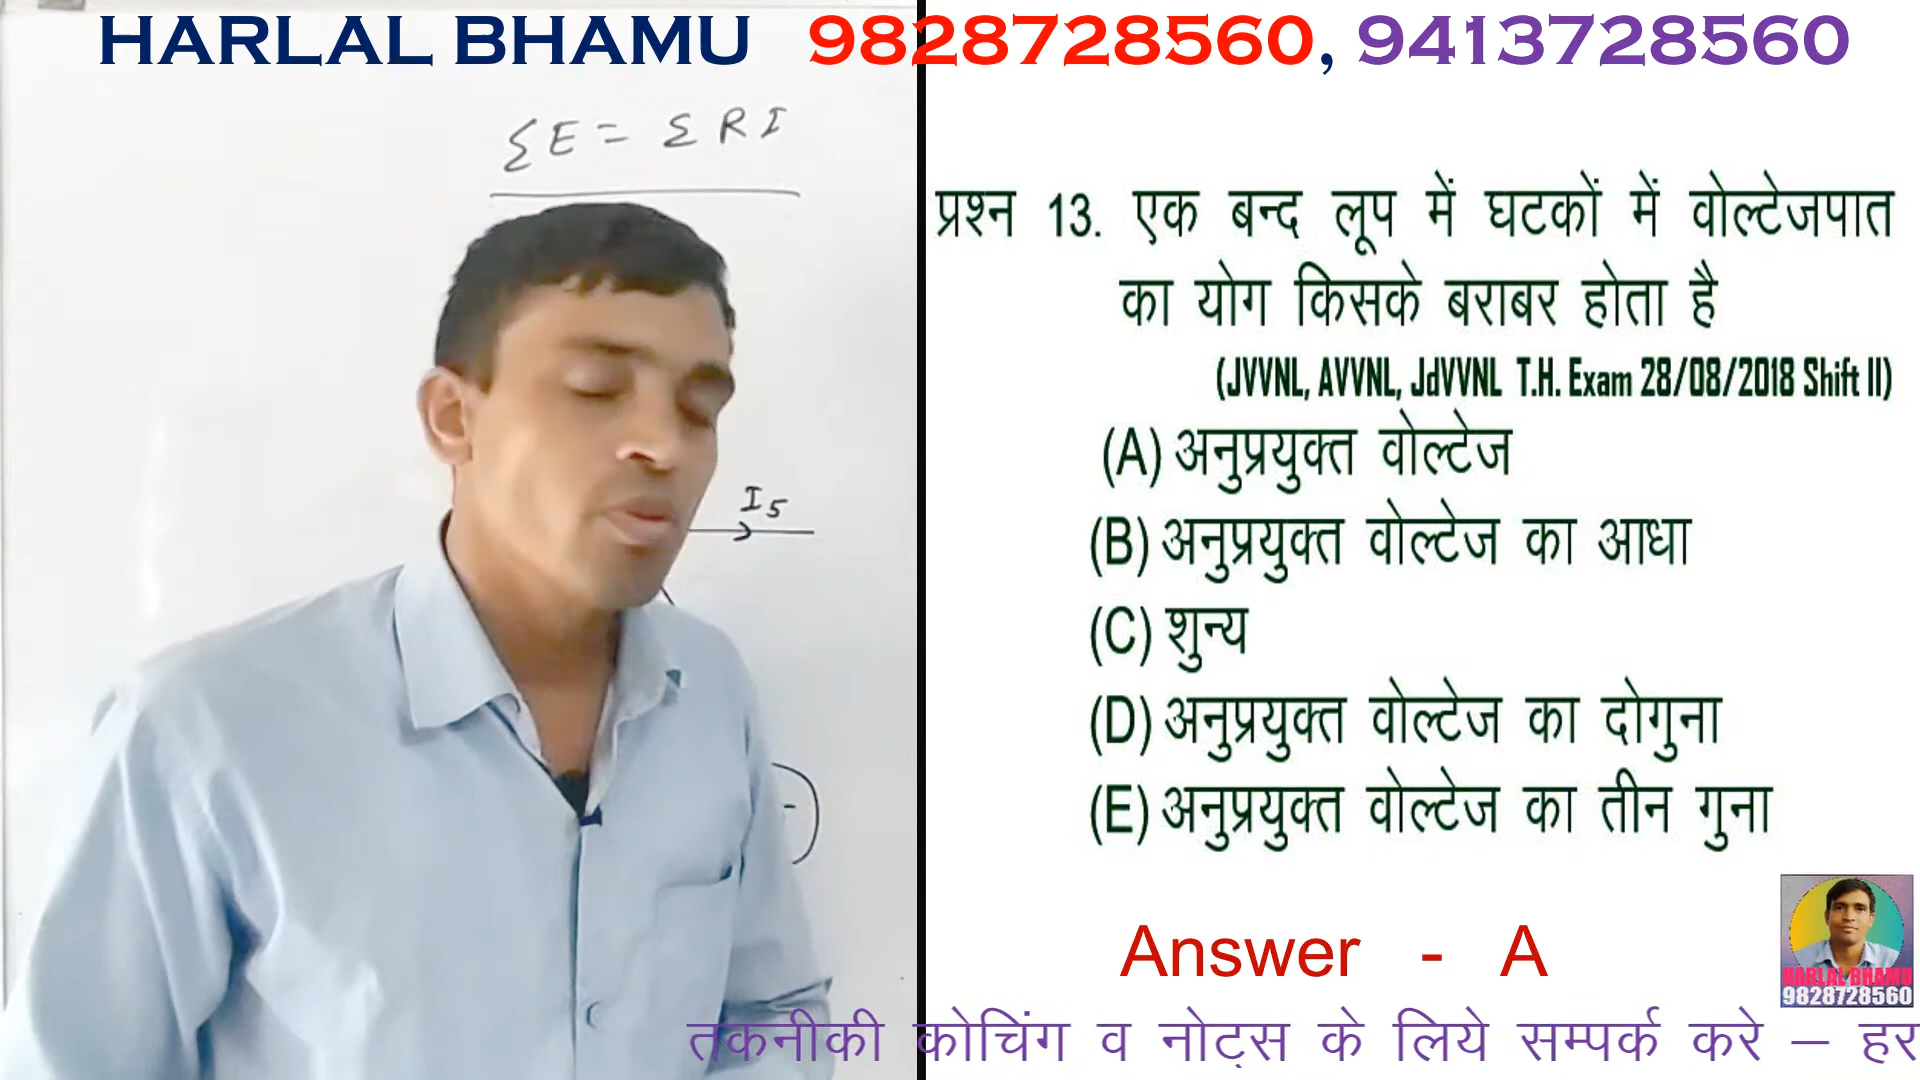 HARLAL BHAMU 9828728560, 9413728560
ΣE = ΣRI
I5
-
प्रश्न 13. एक बन्द लूप में घटकों में वोल्टेजपात
का योग किसके बराबर होता है
(JVVNL, AVVNL, JdVVNL T.H. Exam 28/08/2018 Shift II)
(A) अनुप्रयुक्त वोल्टेज
(B) अनुप्रयुक्त वोल्टेज का आधा
(C) शुन्य
(D) अनुप्रयुक्त वोल्टेज का दोगुना
(E) अनुप्रयुक्त वोल्टेज का तीन गुना
Answer - A
HARLAL BHAMU
9828728560
तकनीकी कोचिंग व नोट्स के लिये सम्पर्क करे – हर